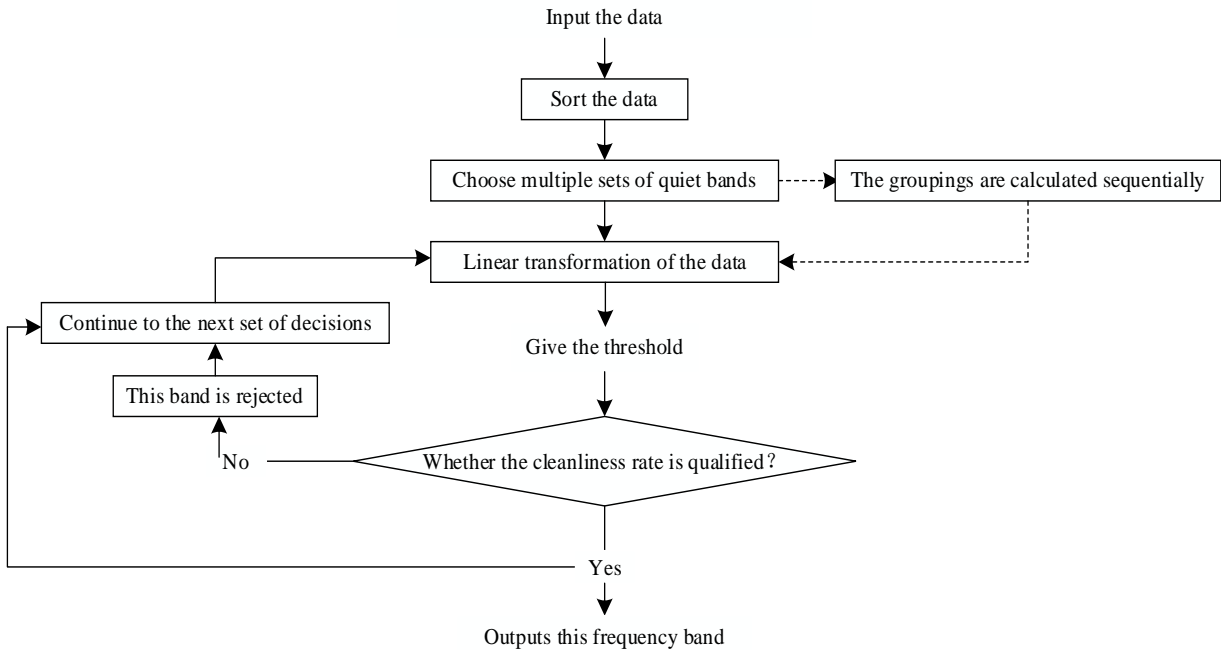 Input the data
Sort the data
Choose multiple sets of quiet bands
The groupings are calculated sequentially
Linear transformation of the data
Continue to the next set of decisions
Give the threshold
This band is rejected
No
Whether the cleanliness rate is qualified？
Yes
Outputs this frequency band